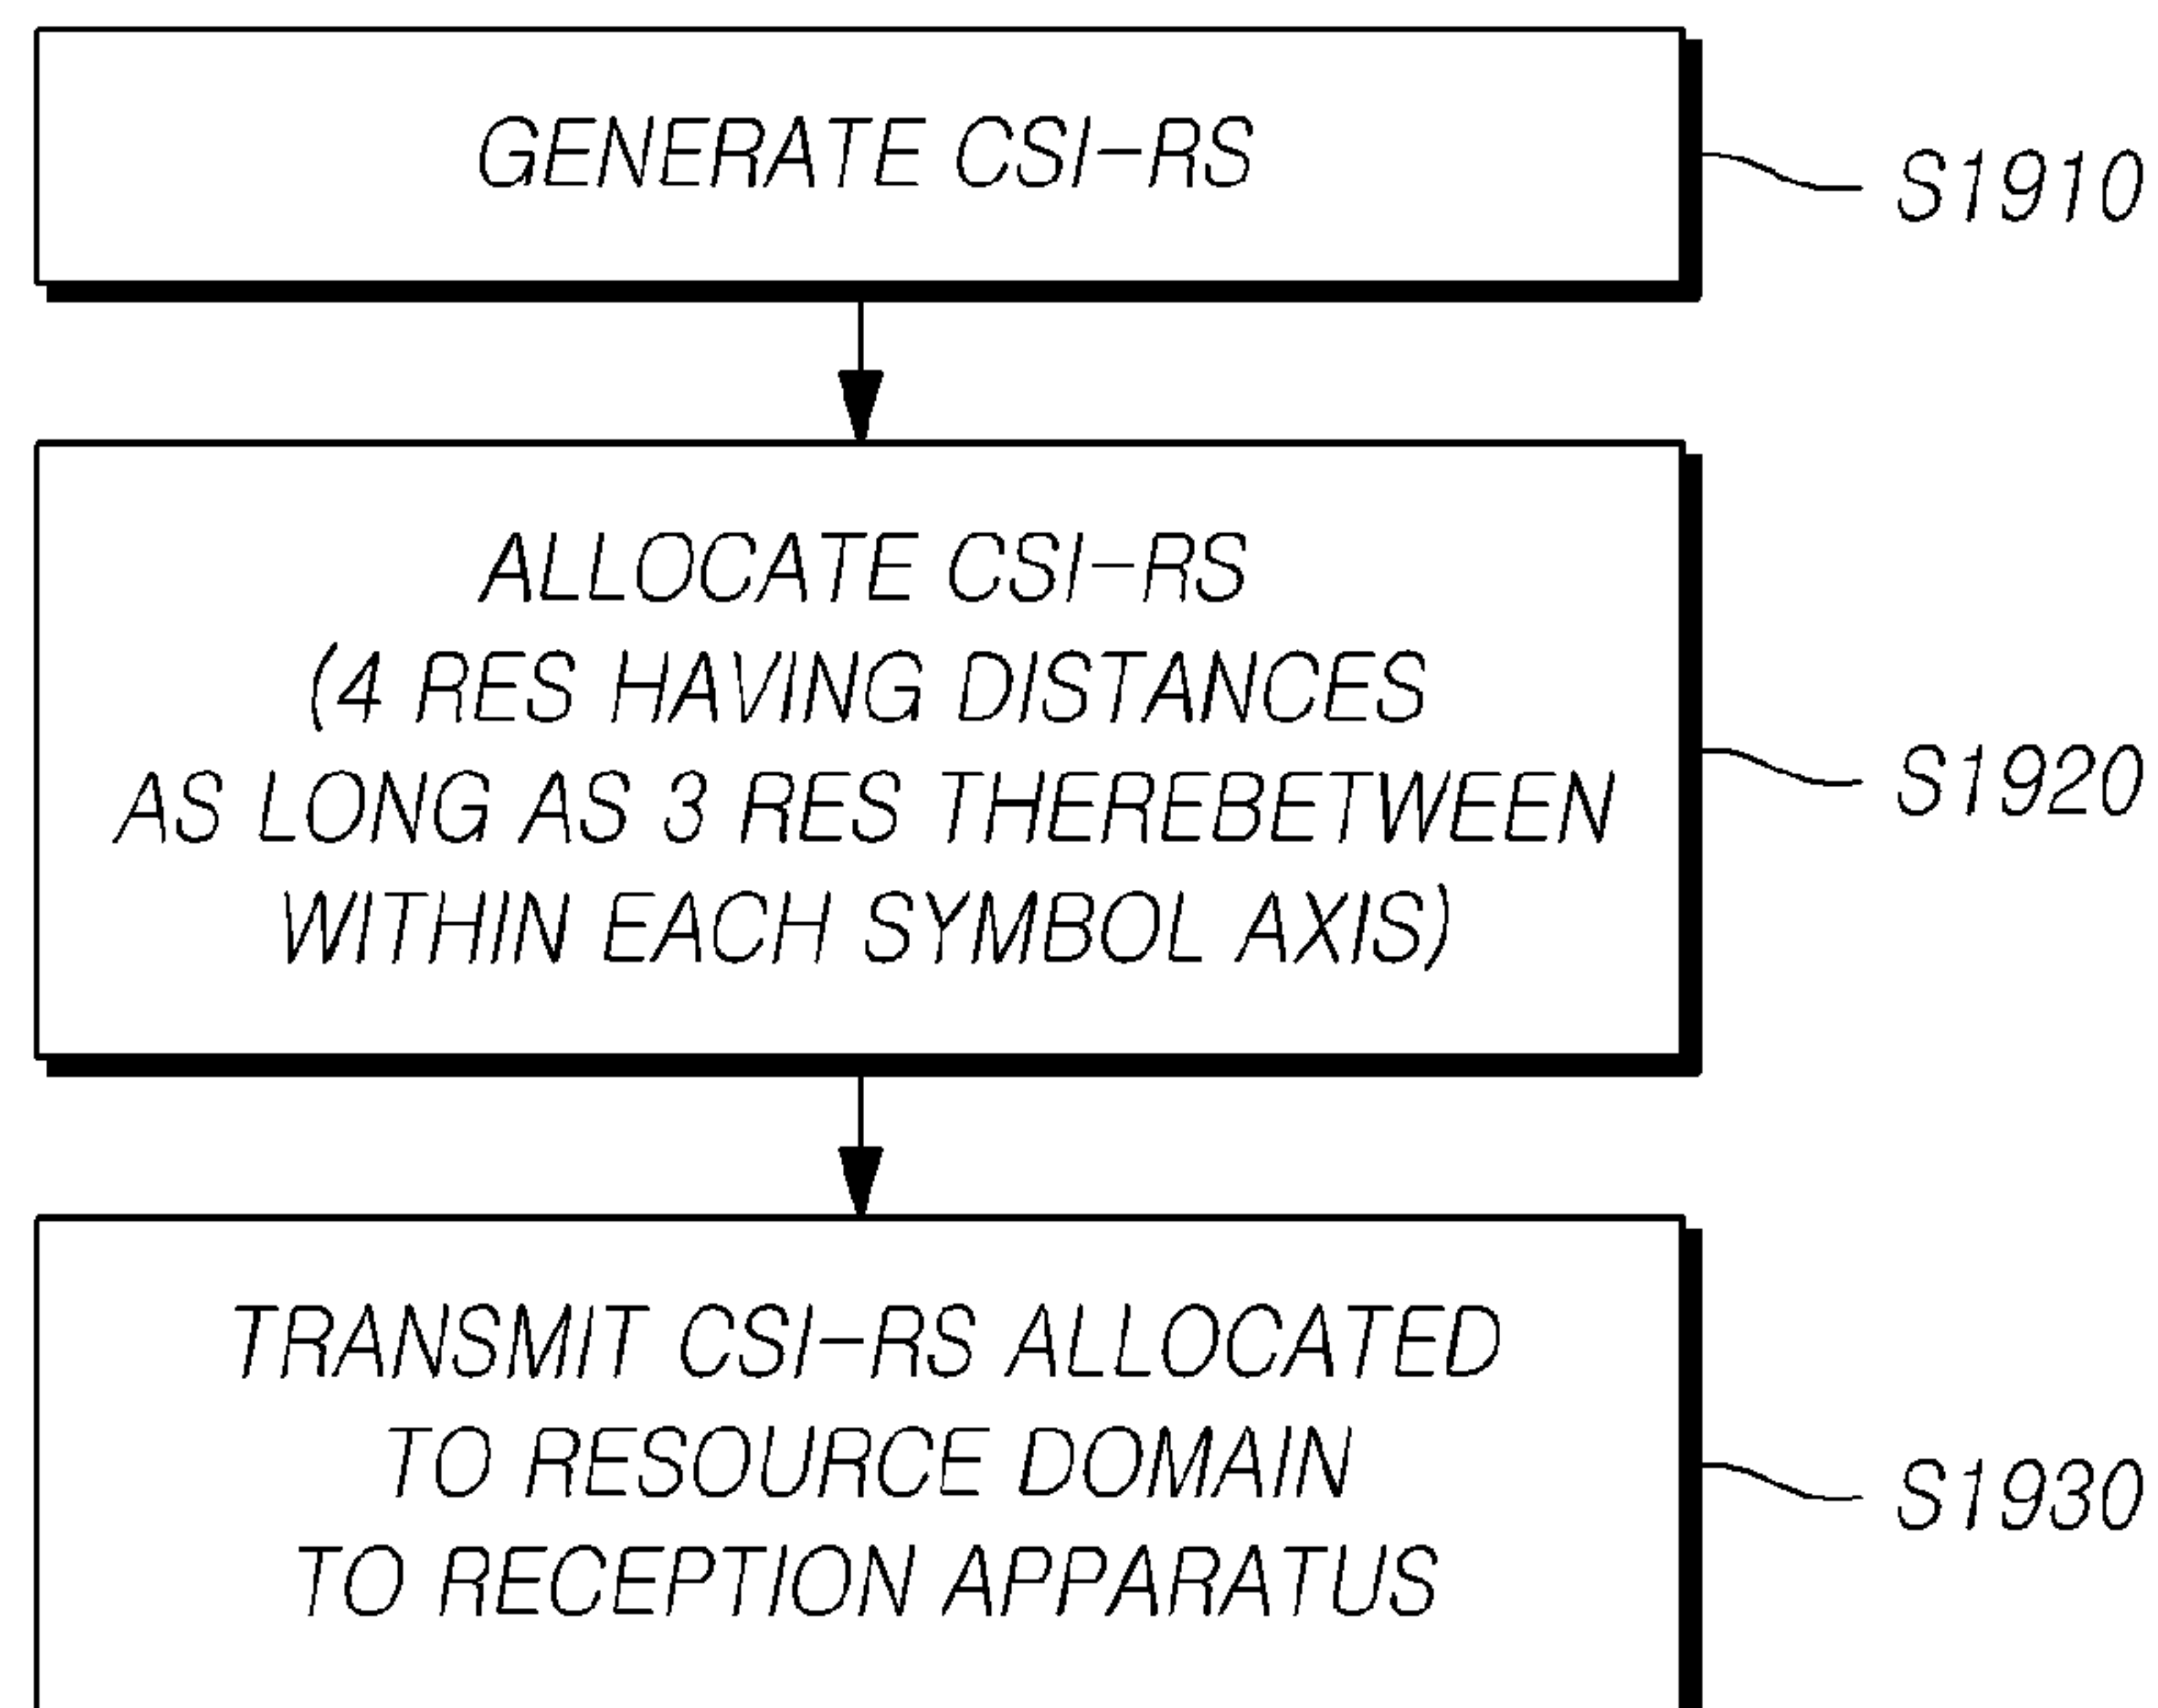 GENERATE CSI-RS
S1910
ALLOCATE CSI-RS
(4 RES HAVING DISTANCES
AS LONG AS 3 RES THEREBETWEEN
WITHIN EACH SYMBOL AXIS)
S1920
TRANSMIT CSI-RS ALLOCATED
TO RESOURCE DOMAIN
TO RECEPTION APPARATUS
S1930